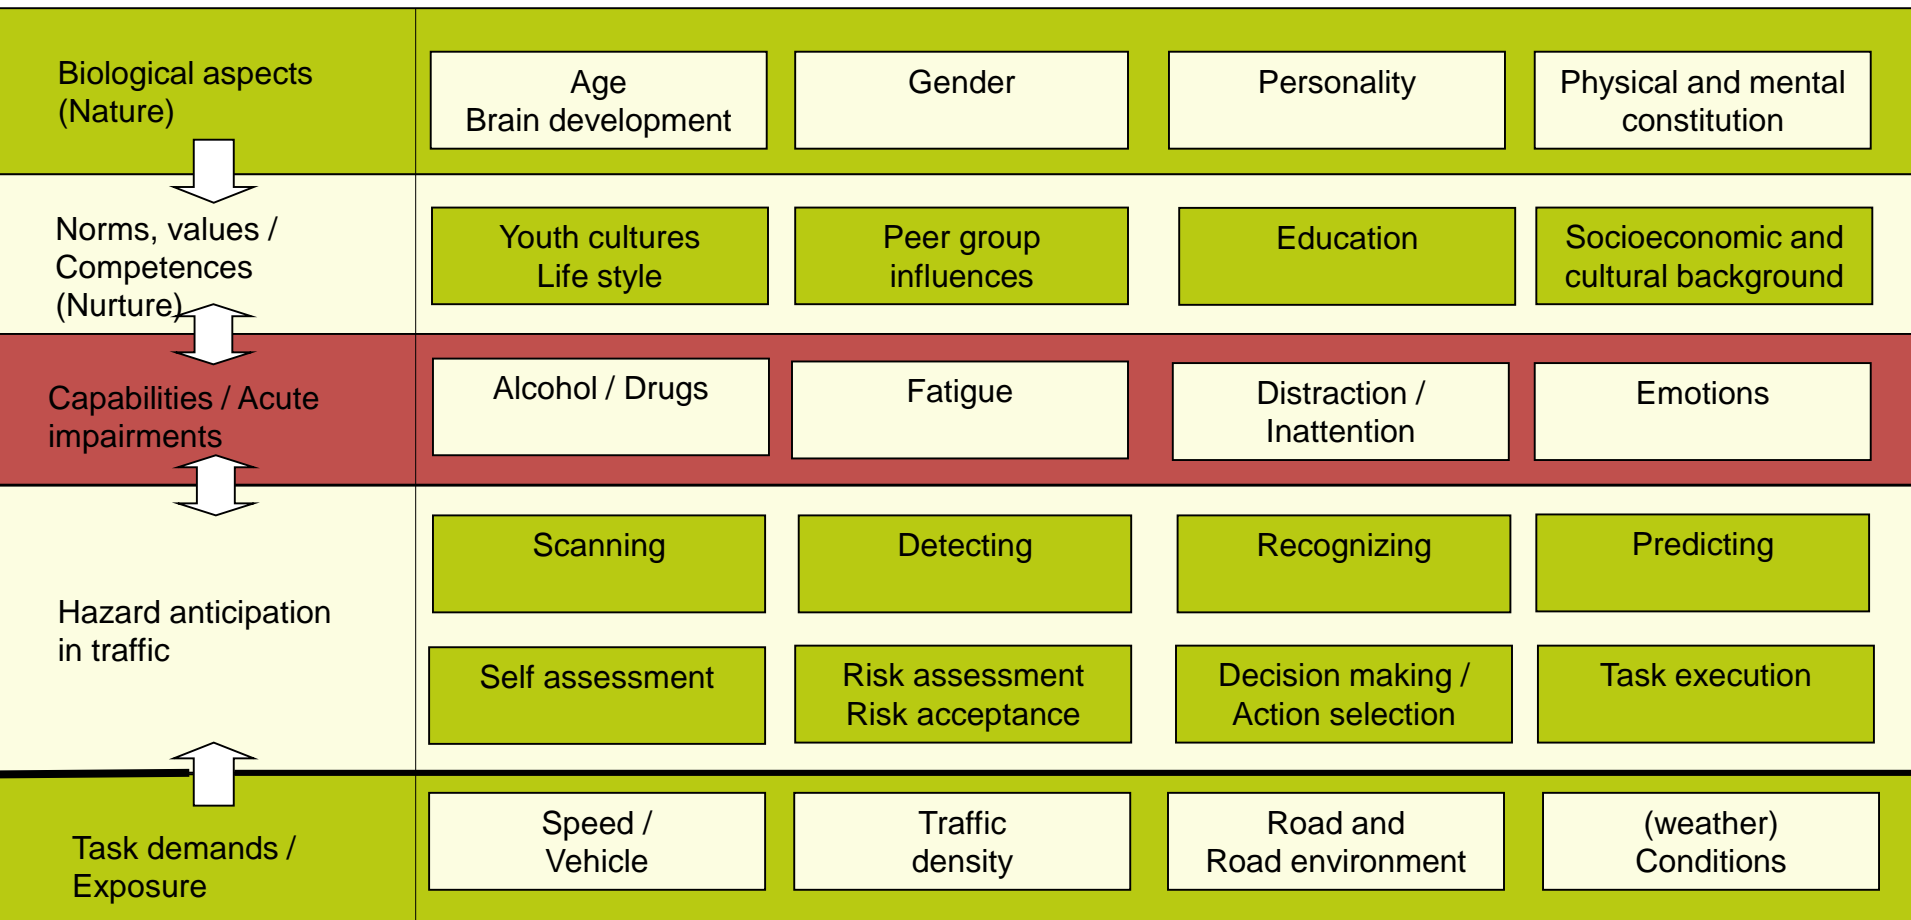 Biological aspects
(Nature)
Age
Brain development
Gender
Personality
Physical and mental
constitution
Norms, values /
Competences
(Nurture)
Youth cultures
Life style
Peer group
influences
Education
Socioeconomic and
cultural background
Capabilities / Acute
impairments
Alcohol / Drugs
Fatigue
Distraction /
Inattention
Emotions
Hazard anticipation
in traffic
Scanning
Detecting
Recognizing
Predicting
Self assessment
Risk assessment
Risk acceptance
Decision making /
Action selection
Task execution
Task demands /
Exposure
Speed /
Vehicle
Traffic
density
Road and
Road environment
(weather)
Conditions